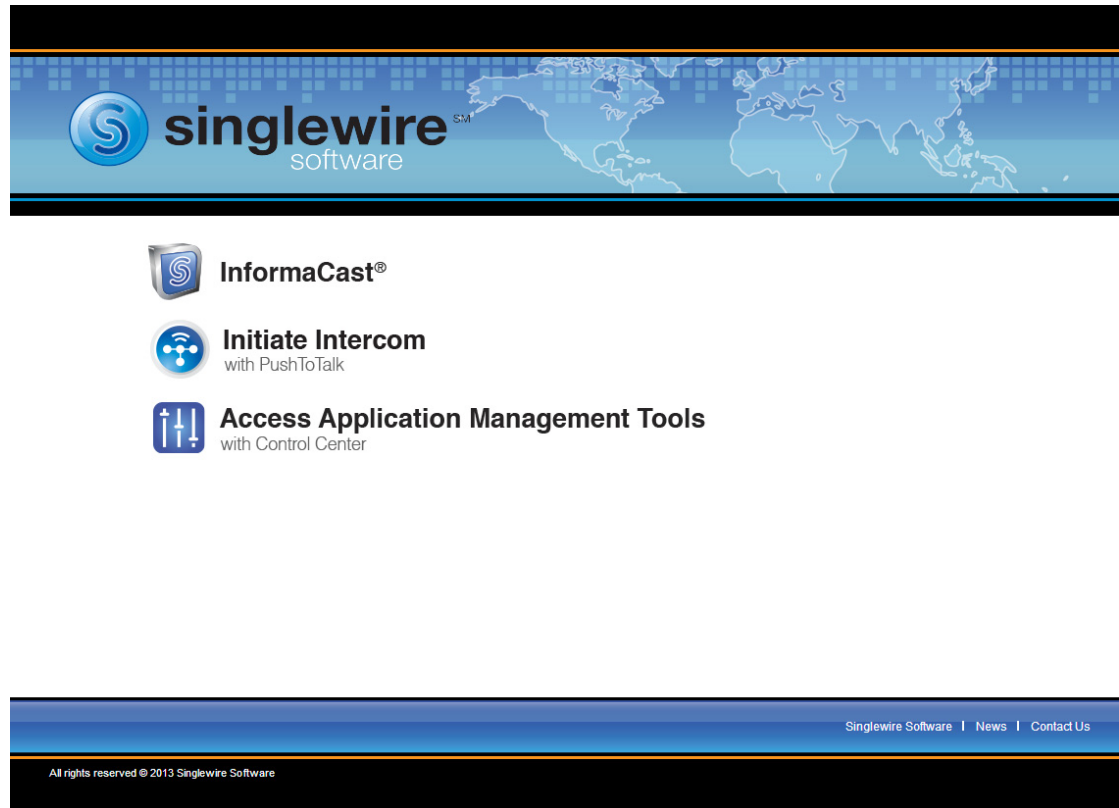 singlewire SM
software
InformaCast®
Initiate Intercom
with PushToTalk
Access Application Management Tools
with Control Center
Singlewire Software | News | Contact Us
All rights reserved © 2013 Singlewire Software